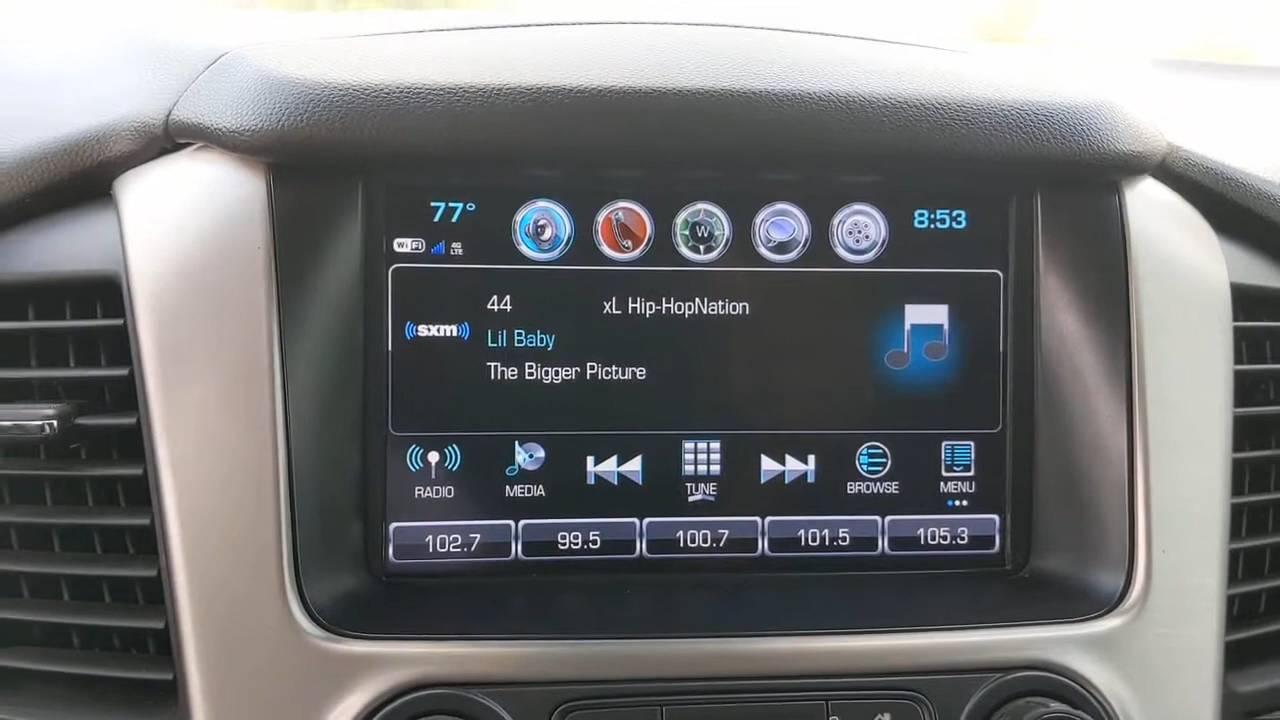 77°
8:53
WiFi 4G LTE
W
44 xL Hip-HopNation
((sxm))
Lil Baby
The Bigger Picture
RADIO MEDIA TUNE BROWSE MENU
102.7 99.5 100.7 101.5 105.3